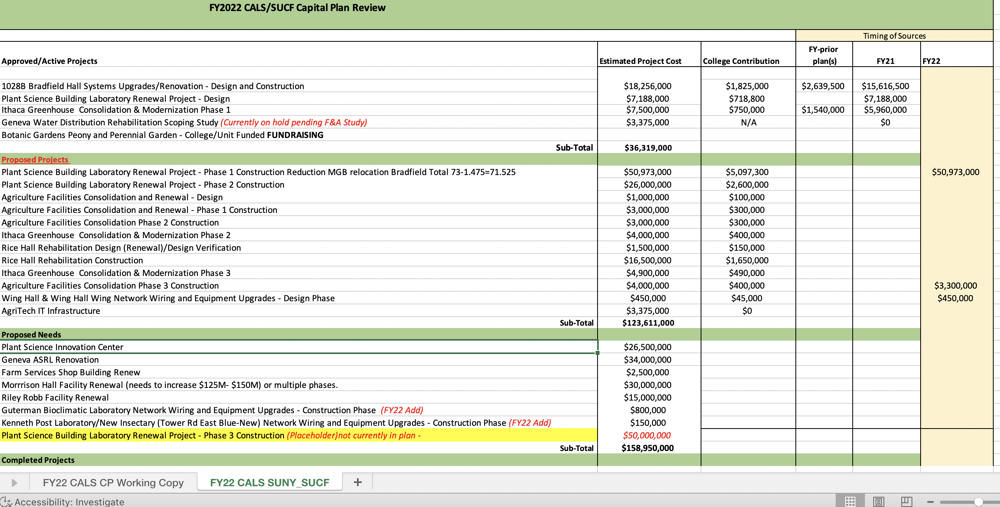 FY2022 CALS/SUCF Capital Plan Review
Timing of Sources
Approved/Active Projects Estimated Project Cost College Contribution FY-prior plan(s) FY21 FY22
1028B Bradfield Hall Systems Upgrades/Renovation - Design and Construction $18,256,000 $1,825,000 $2,639,500 $15,616,500
Plant Science Building Laboratory Renewal Project - Design $7,188,000 $718,800 $7,188,000
Ithaca Greenhouse  Consolidation & Modernization Phase 1 $7,500,000 $750,000 $1,540,000 $5,960,000
Geneva Water Distribution Rehabilitation Scoping Study (Currently on hold pending F&A Study) $3,375,000 N/A $0
Botanic Gardens Peony and Perennial Garden - College/Unit Funded FUNDRAISING
Sub-Total $36,319,000
Proposed Projects
Plant Science Building Laboratory Renewal Project - Phase 1 Construction Reduction MGB relocation Bradfield Total 73-1.475=71.525 $50,973,000 $5,097,300 $50,973,000
Plant Science Building Laboratory Renewal Project - Phase 2 Construction $26,000,000 $2,600,000
Agriculture Facilities Consolidation and Renewal - Design $1,000,000 $100,000
Agriculture Facilities Consolidation and Renewal - Phase 1 Construction $3,000,000 $300,000
Agriculture Facilities Consolidation Phase 2 Construction $3,000,000 $300,000
Ithaca Greenhouse  Consolidation & Modernization Phase 2 $4,000,000 $400,000
Rice Hall Rehabilitation Design (Renewal)/Design Verification $1,500,000 $150,000
Rice Hall Rehabilitation Construction $16,500,000 $1,650,000
Ithaca Greenhouse  Consolidation & Modernization Phase 3 $4,900,000 $490,000
Agriculture Facilities Consolidation Phase 3 Construction $4,000,000 $400,000 $3,300,000
Wing Hall & Wing Hall Wing Network Wiring and Equipment Upgrades - Design Phase $450,000 $45,000 $450,000
AgriTech IT Infrastructure $3,375,000 $0
Sub-Total $123,611,000
Proposed Needs
Plant Science Innovation Center $26,500,000
Geneva ASRL Renovation $34,000,000
Farm Services Shop Building Renew $2,500,000
Morrrison Hall Facility Renewal (needs to increase $125M- $150M) or multiple phases. $30,000,000
Riley Robb Facility Renewal $15,000,000
Guterman Bioclimatic Laboratory Network Wiring and Equipment Upgrades - Construction Phase  (FY22 Add) $800,000
Kenneth Post Laboratory/New Insectary (Tower Rd East Blue-New) Network Wiring and Equipment Upgrades - Construction Phase (FY22 Add) $150,000
Plant Science Building Laboratory Renewal Project - Phase 3 Construction (Placeholder)not currently in plan - $50,000,000
Sub-Total $158,950,000
Completed Projects
FY22 CALS CP Working Copy FY22 CALS SUNY_SUCF +
Accessibility: Investigate